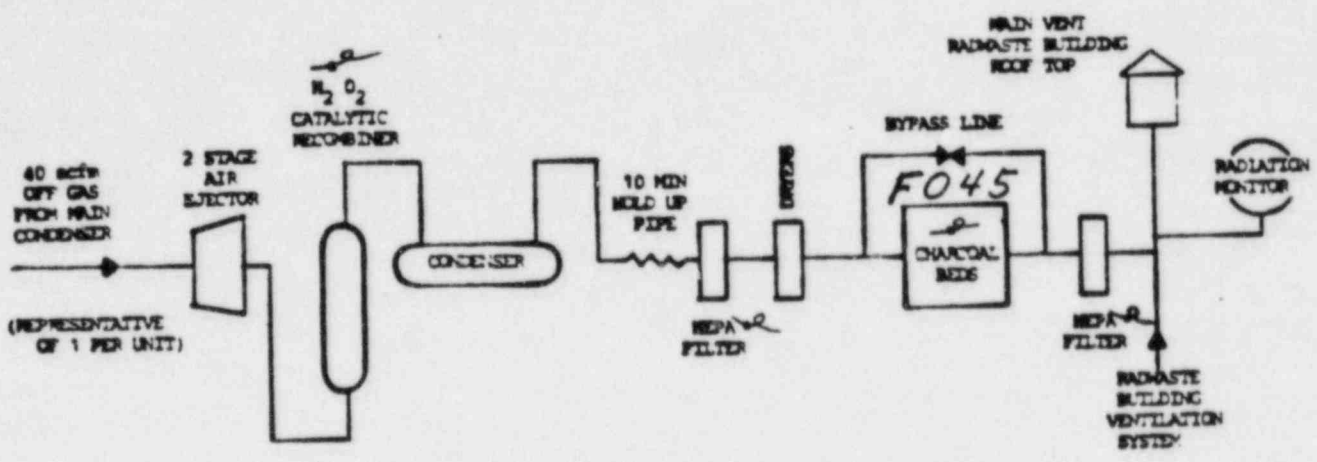 40 scfm
OFF GAS
FROM MAIN
CONDENSER
(REPRESENTATIVE
OF 1 PER UNIT)
2 STAGE
AIR
EJECTOR
H2 O2
CATALYTIC
RECOMBINER
CONDENSER
10 MIN
HOLD UP
PIPE
HEPA
FILTER
DRYERS
BYPASS LINE
F045
CHARCOAL
BEDS
HEPA
FILTER
MAIN VENT
RADWASTE BUILDING
ROOF TOP
RADIATION
MONITOR
RADWASTE
BUILDING
VENTILATION
SYSTEM